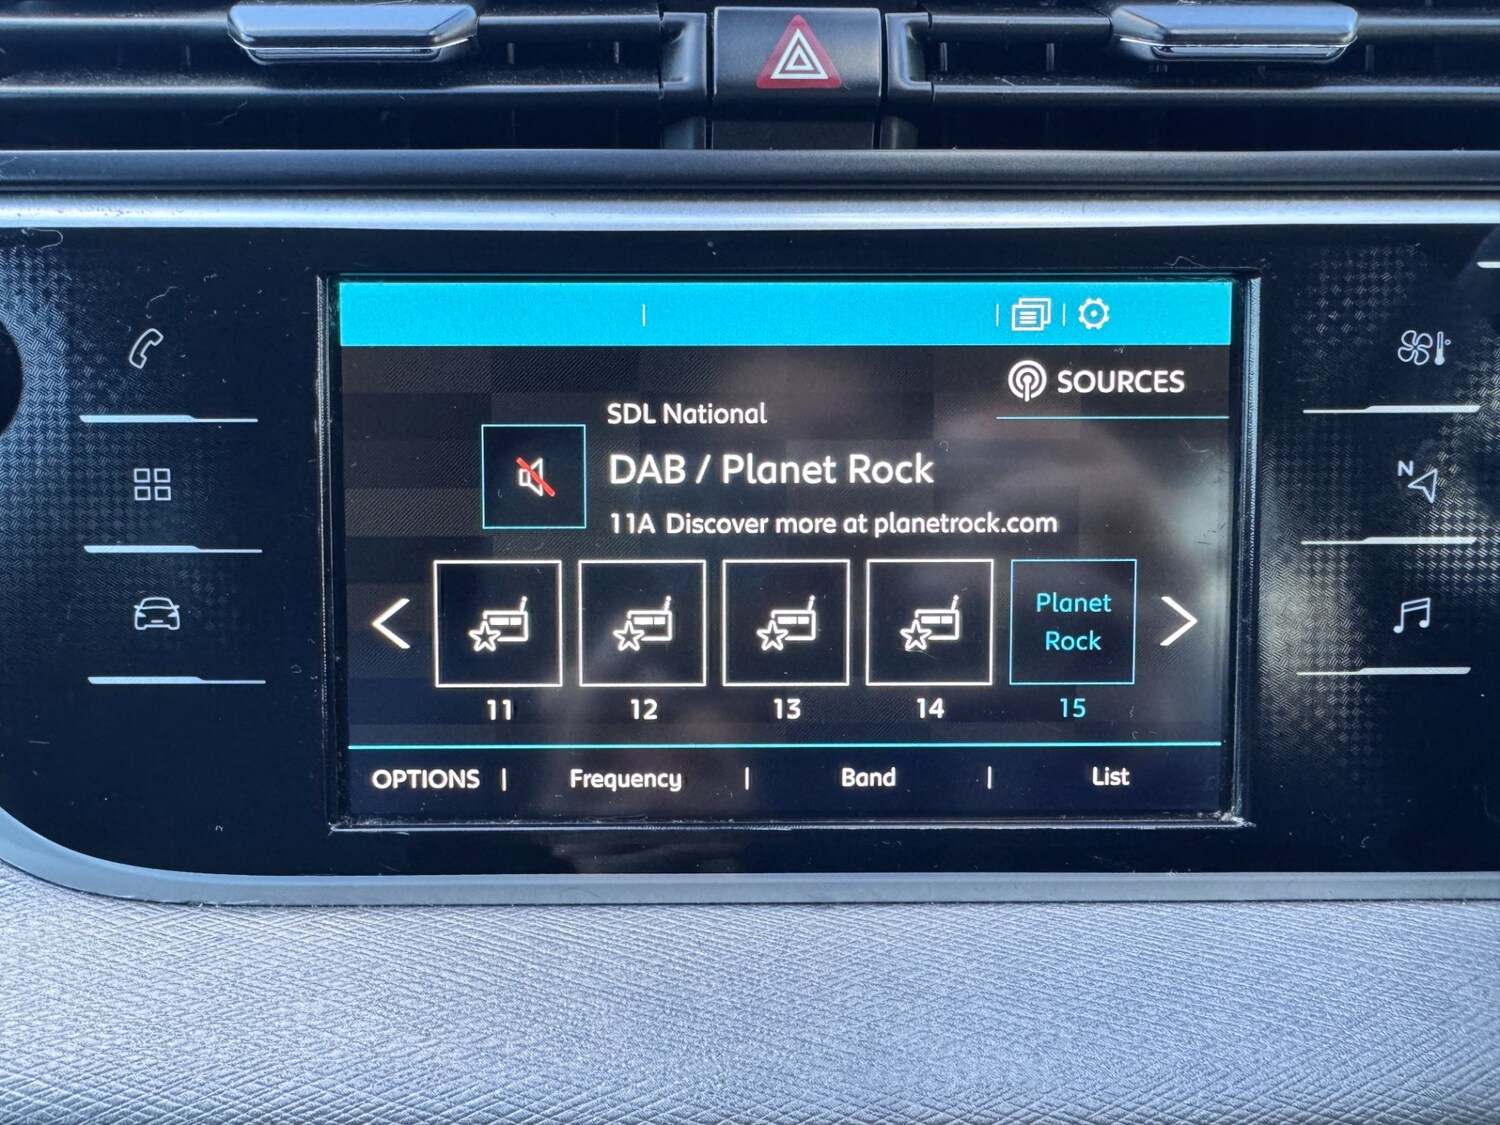 SOURCES
SDL National
DAB / Planet Rock
11A Discover more at planetrock.com
Planet
Rock
11 12 13 14 15
OPTIONS | Frequency | Band | List
N